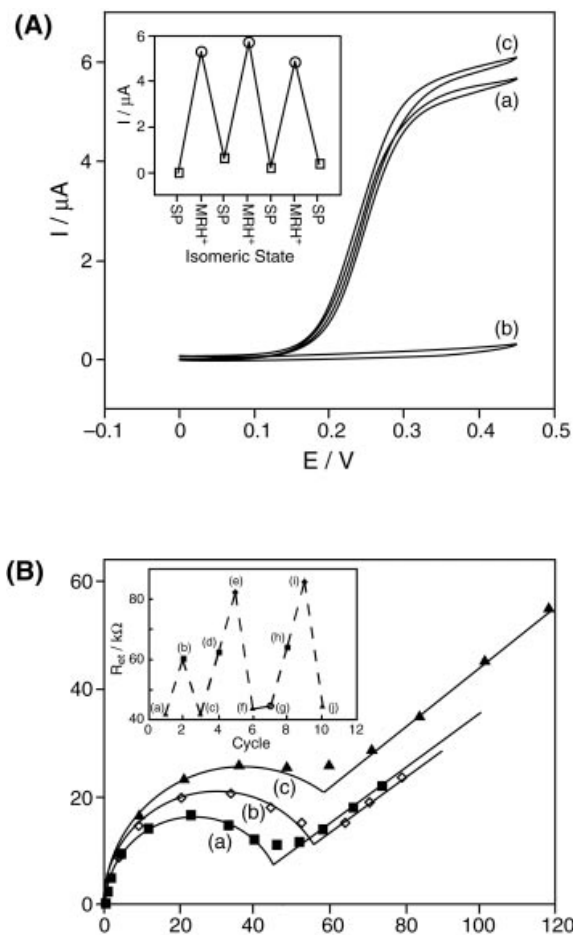 (A)
6
4
2
0
I / μA
(c)
(a)
(b)
–0.1
0
0.1
0.2
0.3
0.4
0.5
E / V
6
4
2
0
I / μA
SP
MRH⁺
SP
MRH⁺
SP
MRH⁺
SP
Isomeric State
(B)
60
40
20
0
0
20
40
60
80
100
120
(c)
(b)
(a)
80
60
40
R et / kΩ
0
2
4
6
8
10
12
Cycle
(a)
(b)
(c)
(d)
(e)
(f)
(g)
(h)
(i)
(j)